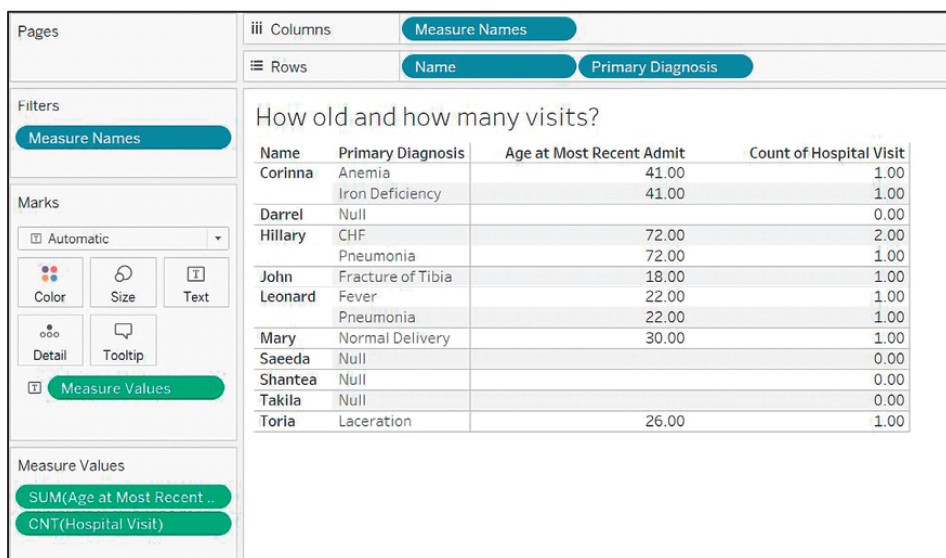 Pages
iii Columns Measure Names
Rows Name Primary Diagnosis
Filters
Measure Names
Marks
T Automatic
Color Size T Text
Detail Tooltip
T Measure Values
Measure Values
SUM(Age at Most Recent ..
CNT(Hospital Visit)
How old and how many visits?
Name Primary Diagnosis Age at Most Recent Admit Count of Hospital Visit
Corinna Anemia 41.00 1.00
Iron Deficiency 41.00 1.00
Darrel Null 0.00
Hillary CHF 72.00 2.00
Pneumonia 72.00 1.00
John Fracture of Tibia 18.00 1.00
Leonard Fever 22.00 1.00
Pneumonia 22.00 1.00
Mary Normal Delivery 30.00 1.00
Saeeda Null 0.00
Shantea Null 0.00
Takila Null 0.00
Toria Laceration 26.00 1.00